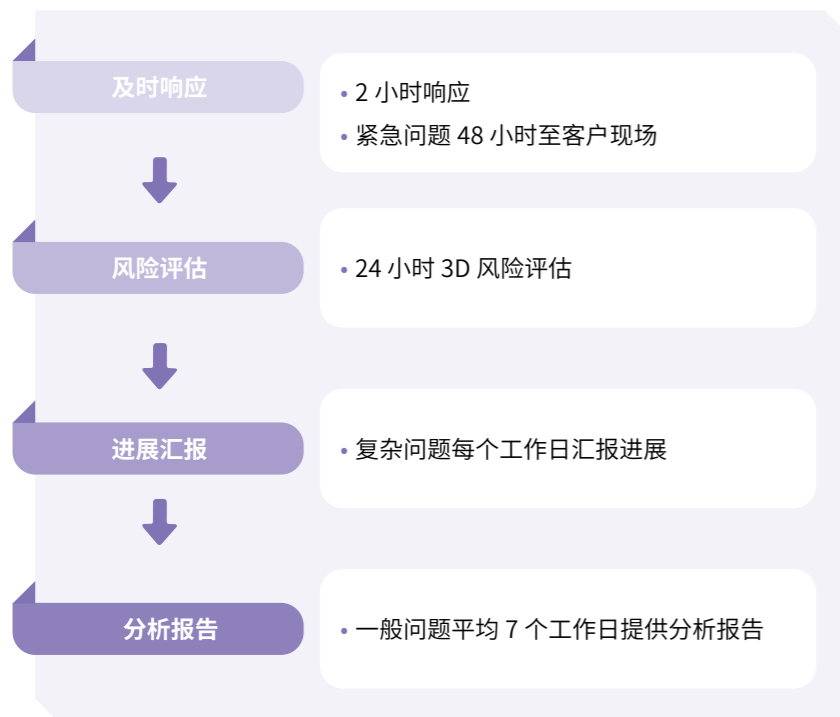 及时响应
• 2 小时响应
• 紧急问题 48 小时至客户现场
风险评估
• 24 小时 3D 风险评估
进展汇报
• 复杂问题每个工作日汇报进展
分析报告
• 一般问题平均 7 个工作日提供分析报告